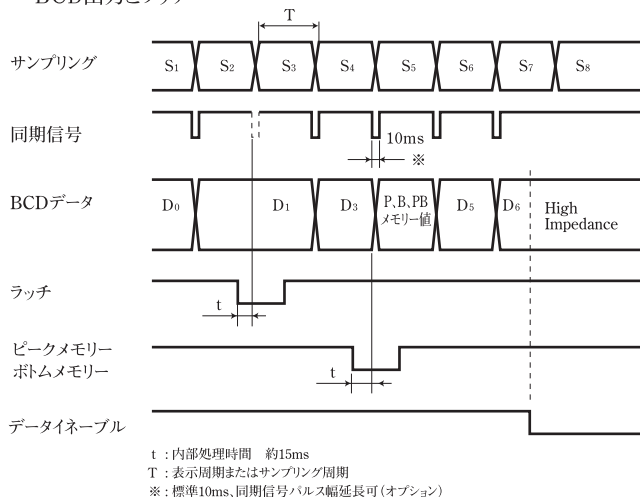 BCD出力とラッチ
T
サンプリング
S1 S2 S3 S4 S5 S6 S7 S8
同期信号
10ms
※
BCDデータ
D0 D1 D3 P、B、PB メモリー値 D5 D6 High Impedance
ラッチ
t
ピークメモリー
ボトムメモリー
t
データイネーブル
t : 内部処理時間 約15ms
T : 表示周期またはサンプリング周期
※ : 標準10ms、同期信号パルス幅延長可(オプション)